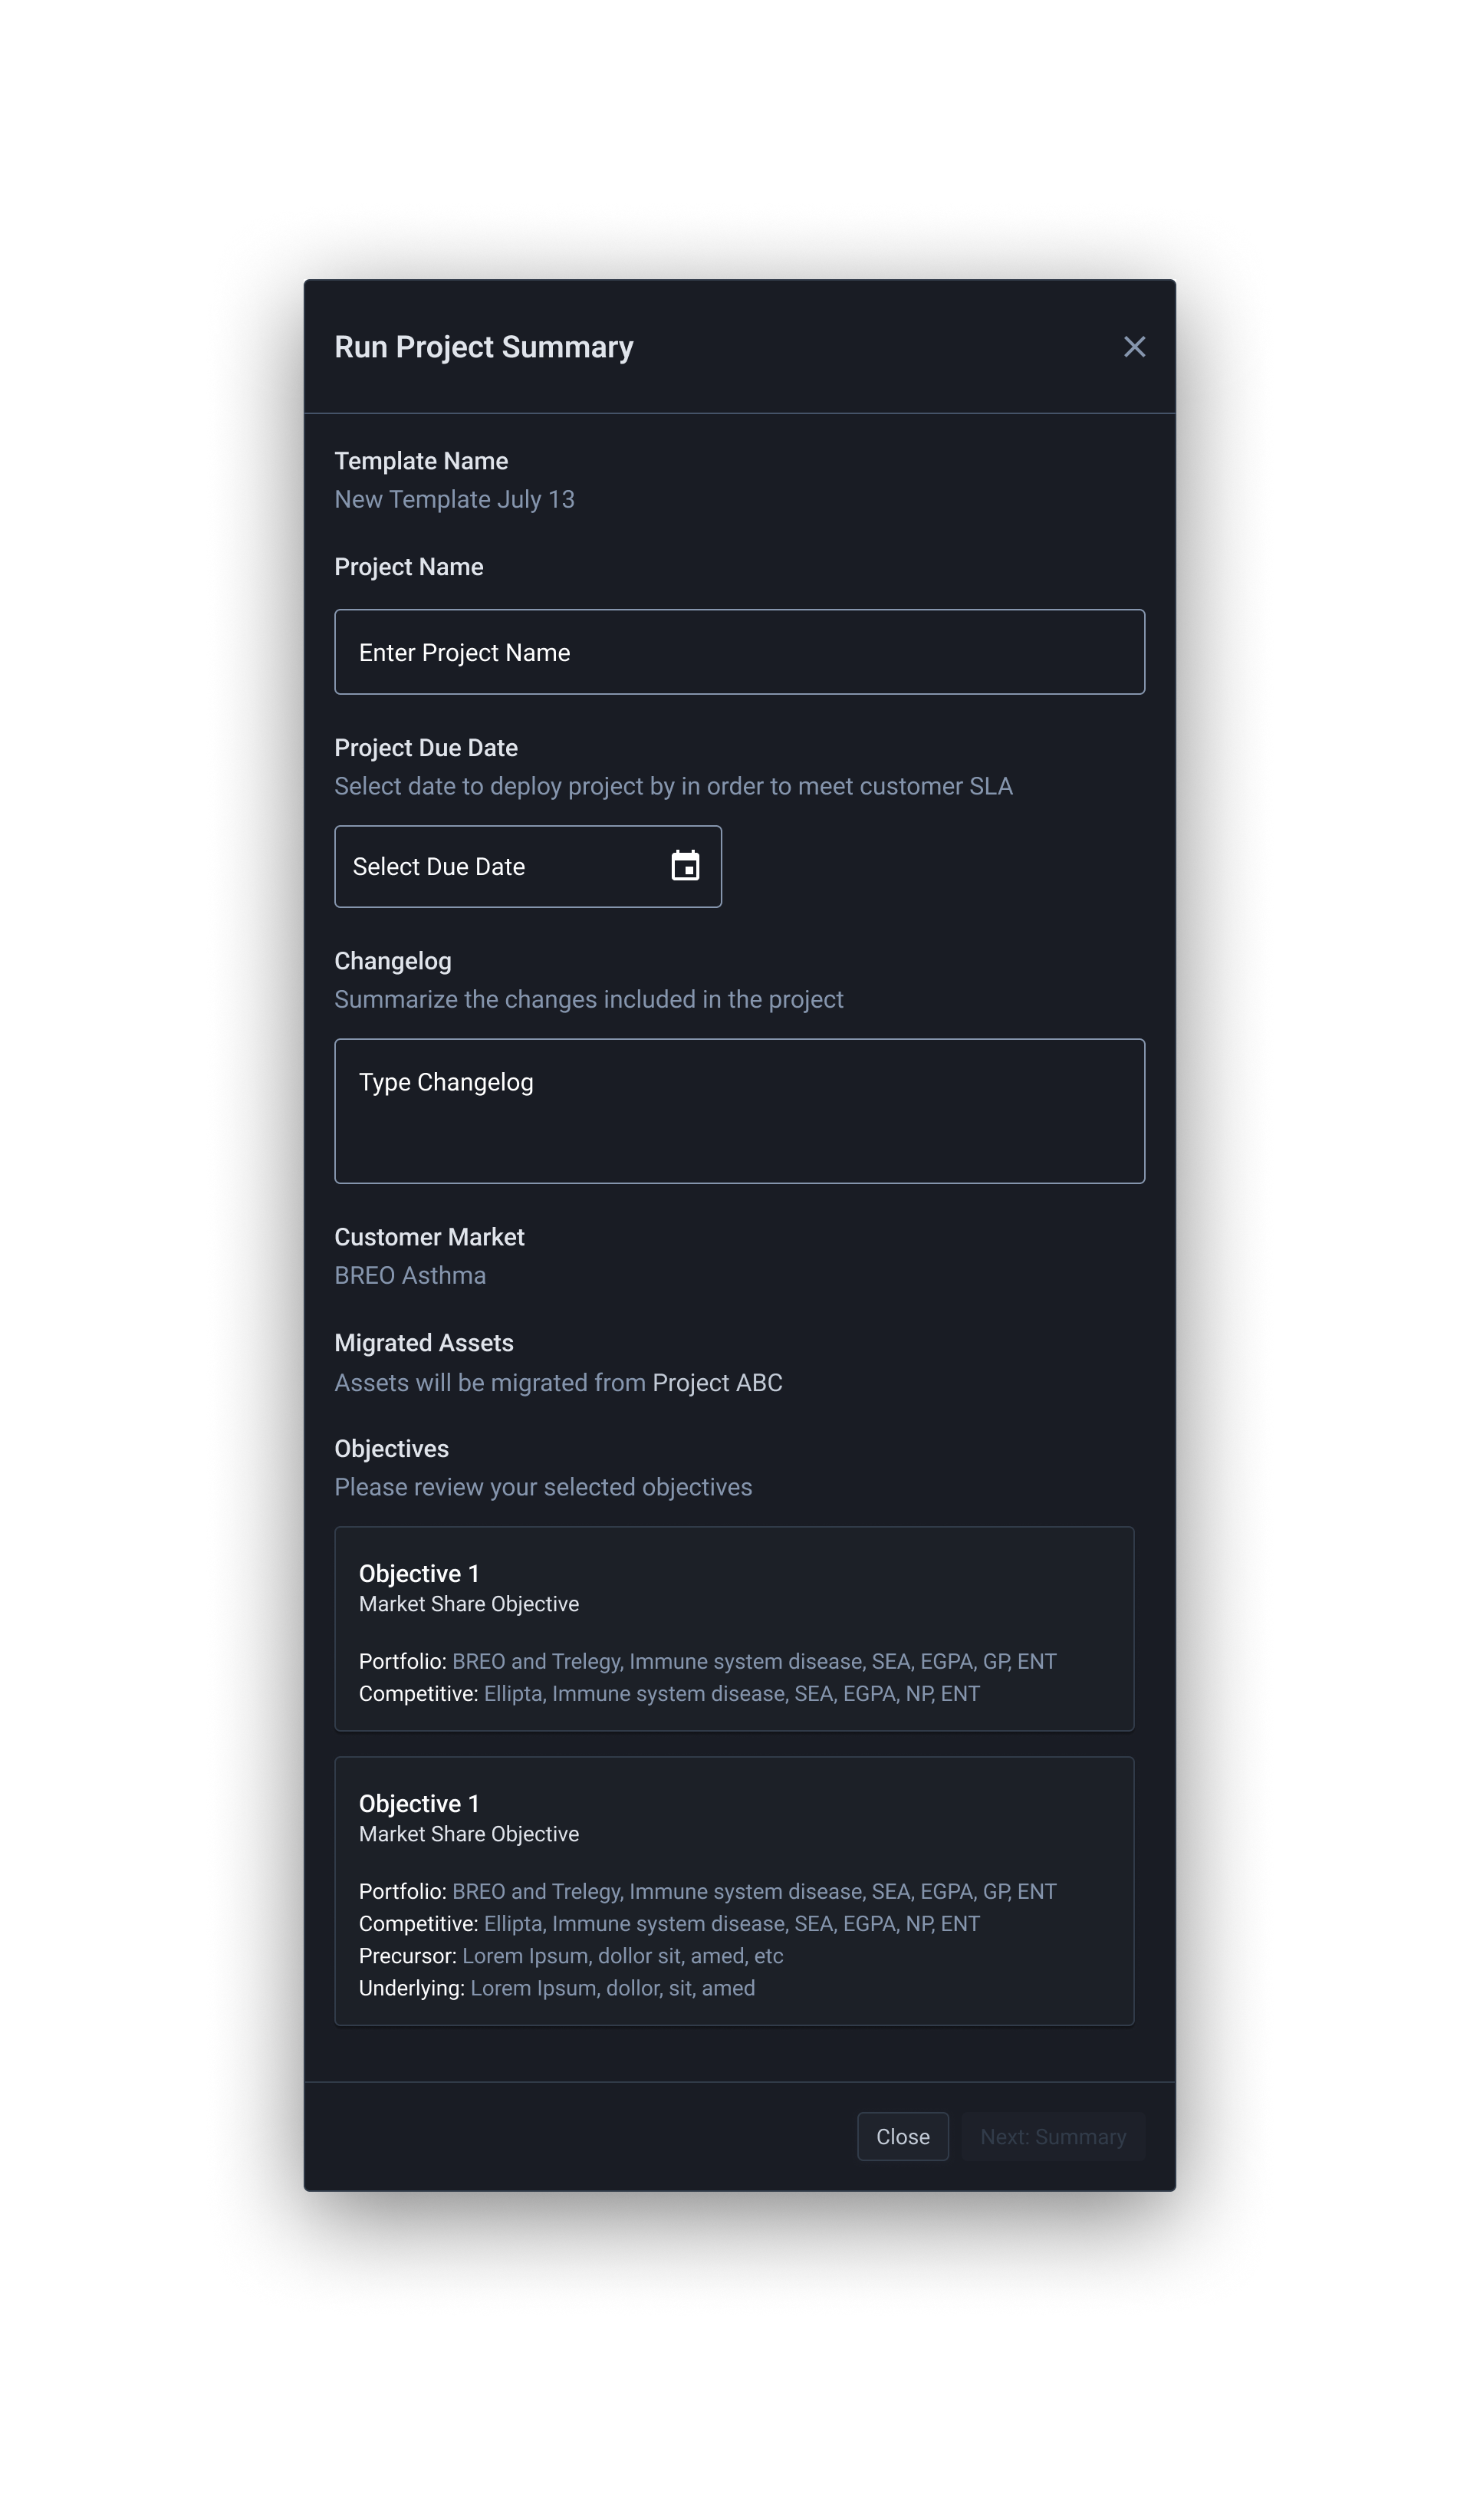 Run Project Summary
Template Name
New Template July 13
Project Name
Enter Project Name
Project Due Date
Select date to deploy project by in order to meet customer SLA
Select Due Date
Changelog
Summarize the changes included in the project
Type Changelog
Customer Market
BREO Asthma
Migrated Assets
Assets will be migrated from Project ABC
Objectives
Please review your selected objectives
Objective 1
Market Share Objective
Portfolio: BREO and Trelegy, Immune system disease, SEA, EGPA, GP, ENT
Competitive: Ellipta, Immune system disease, SEA, EGPA, NP, ENT
Objective 1
Market Share Objective
Portfolio: BREO and Trelegy, Immune system disease, SEA, EGPA, GP, ENT
Competitive: Ellipta, Immune system disease, SEA, EGPA, NP, ENT
Precursor: Lorem Ipsum, dollor sit, amed, etc
Underlying: Lorem Ipsum, dollor, sit, amed
Close Next: Summary